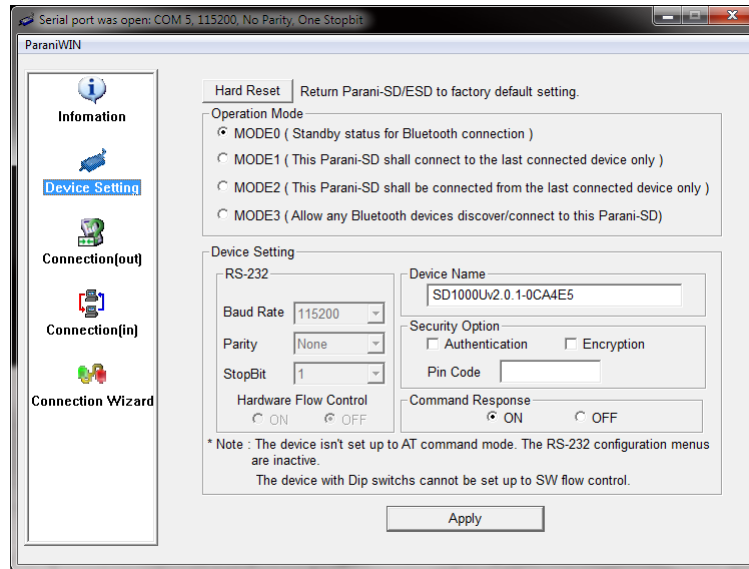 Serial port was open: COM 5, 115200, No Parity, One Stopbit
ParaniWIN
Infomation
Device Setting
Connection(out)
Connection(in)
Connection Wizard
Hard Reset Return Parani-SD/ESD to factory default setting.
Operation Mode
MODE0 ( Standby status for Bluetooth connection )
MODE1 ( This Parani-SD shall connect to the last connected device only )
MODE2 ( This Parani-SD shall be connected from the last connected device only )
MODE3 ( Allow any Bluetooth devices discover/connect to this Parani-SD)
Device Setting
RS-232
Baud Rate 115200
Parity None
StopBit 1
Hardware Flow Control
ON OFF
Device Name
SD1000Uv2.0.1-0CA4E5
Security Option
Authentication Encryption
Pin Code
Command Response
ON OFF
* Note : The device isn't set up to AT command mode. The RS-232 configuration menus
are inactive.
The device with Dip switchs cannot be set up to SW flow control.
Apply